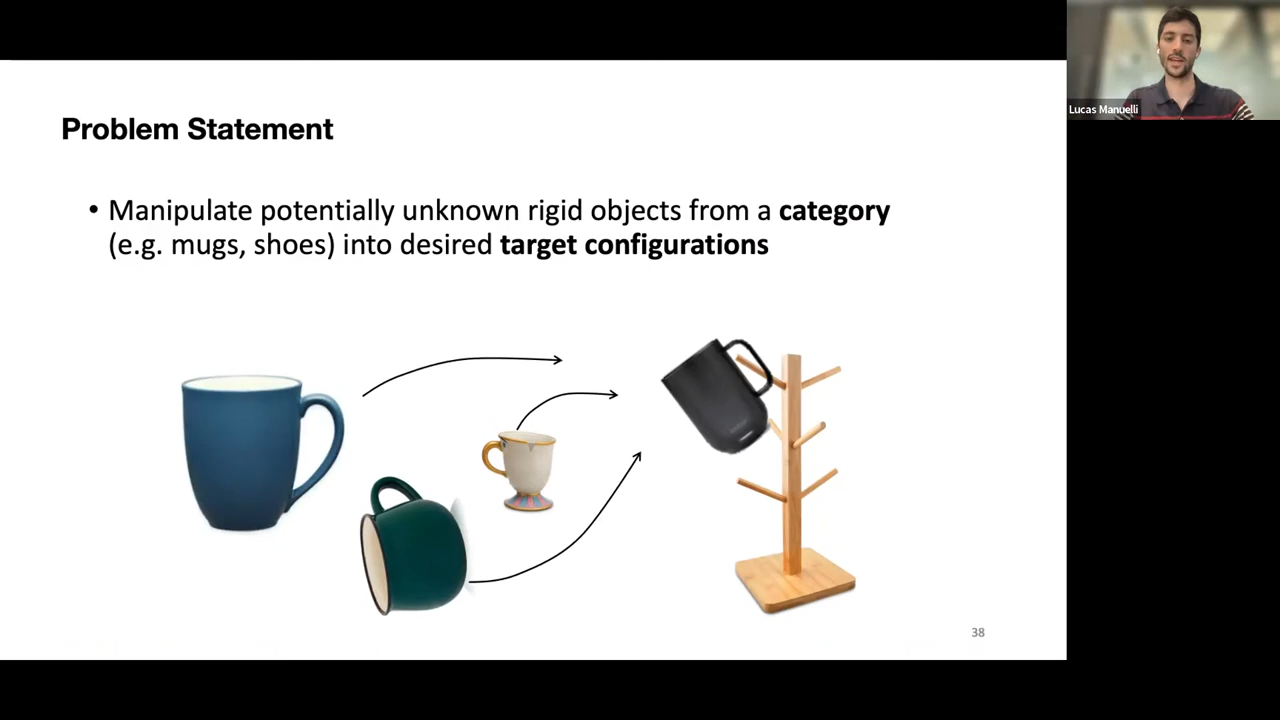 Problem Statement
• Manipulate potentially unknown rigid objects from a category
(e.g. mugs, shoes) into desired target configurations
38
Lucas Manuelli